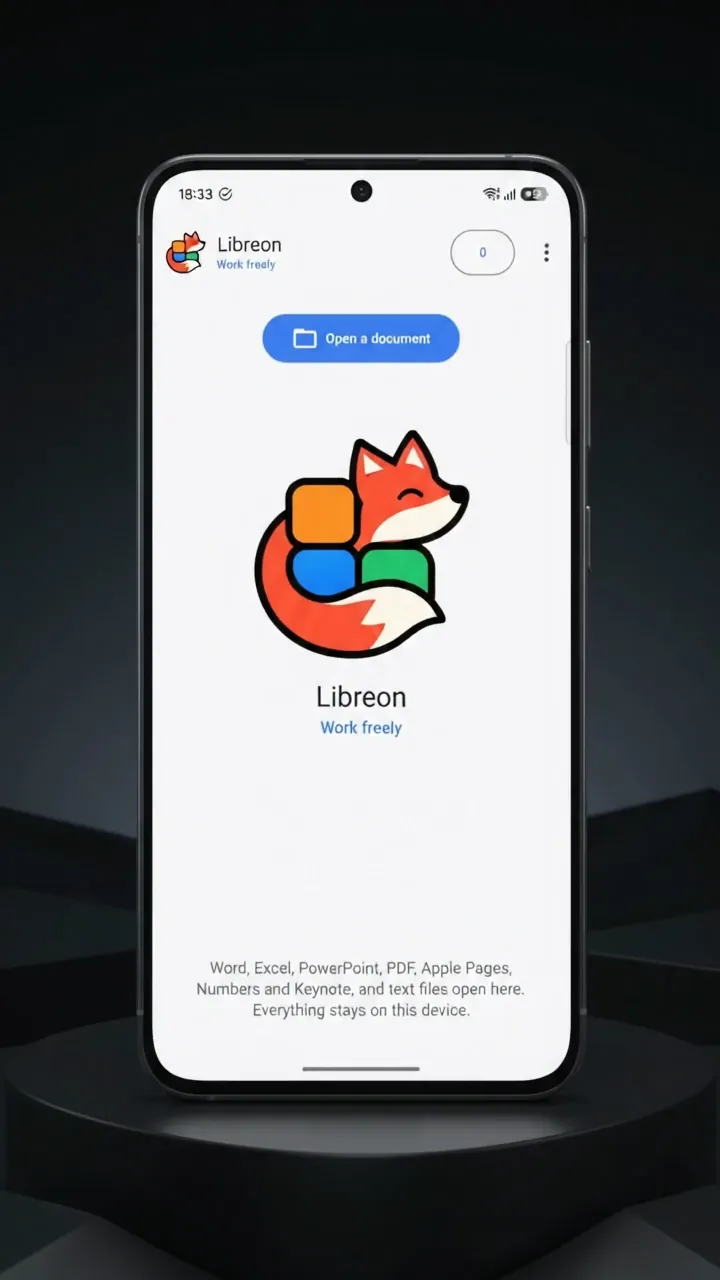 18:33
Libreon
Work freely
0
Open a document
Libreon
Work freely
Word, Excel, PowerPoint, PDF, Apple Pages,
Numbers and Keynote, and text files open here.
Everything stays on this device.